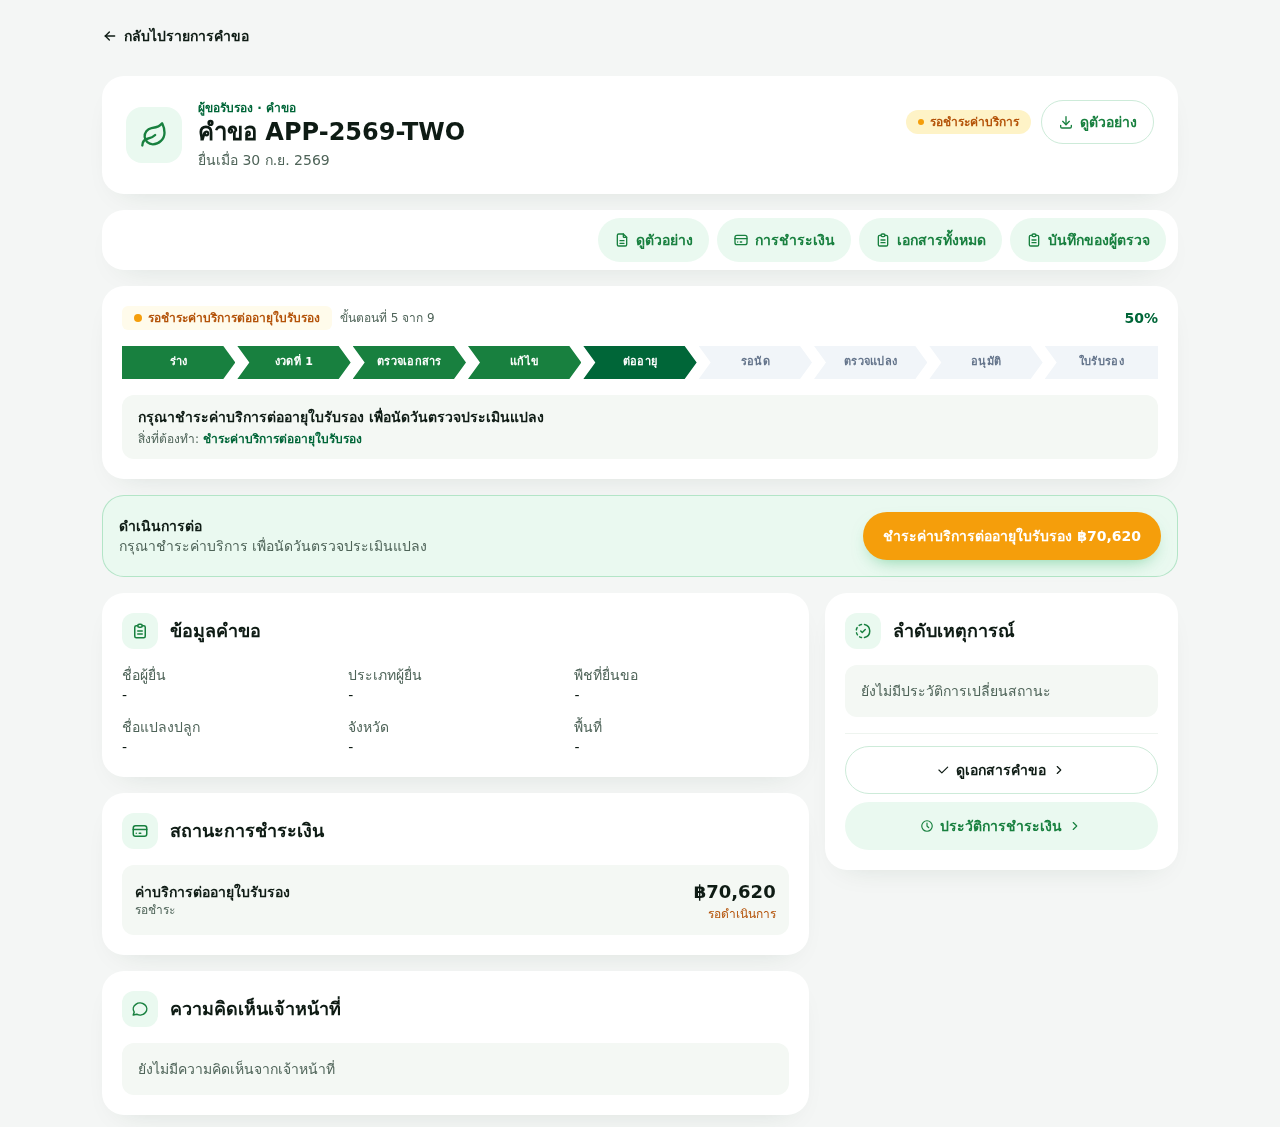 กลับไปรายการคำขอ
ผู้ขอรับรอง · คำขอ
คำขอ APP-2569-TWO
ยื่นเมื่อ 30 ก.ย. 2569
รอชำระค่าบริการ
ดูตัวอย่าง
ดูตัวอย่าง
การชำระเงิน
เอกสารทั้งหมด
บันทึกของผู้ตรวจ
รอชำระค่าบริการต่ออายุใบรับรอง
ขั้นตอนที่ 5 จาก 9
50%
ร่าง
งวดที่ 1
ตรวจเอกสาร
แก้ไข
ต่ออายุ
รอนัด
ตรวจแปลง
อนุมัติ
ใบรับรอง
กรุณาชำระค่าบริการต่ออายุใบรับรอง เพื่อนัดวันตรวจประเมินแปลง
สิ่งที่ต้องทำ: ชำระค่าบริการต่ออายุใบรับรอง
ดำเนินการต่อ
กรุณาชำระค่าบริการ เพื่อนัดวันตรวจประเมินแปลง
ชำระค่าบริการต่ออายุใบรับรอง ฿70,620
ข้อมูลคำขอ
ชื่อผู้ยื่น
-
ประเภทผู้ยื่น
-
พืชที่ยื่นขอ
-
ชื่อแปลงปลูก
-
จังหวัด
-
พื้นที่
-
สถานะการชำระเงิน
ค่าบริการต่ออายุใบรับรอง
รอชำระ
฿70,620
รอดำเนินการ
ความคิดเห็นเจ้าหน้าที่
ยังไม่มีความคิดเห็นจากเจ้าหน้าที่
ลำดับเหตุการณ์
ยังไม่มีประวัติการเปลี่ยนสถานะ
ดูเอกสารคำขอ
ประวัติการชำระเงิน